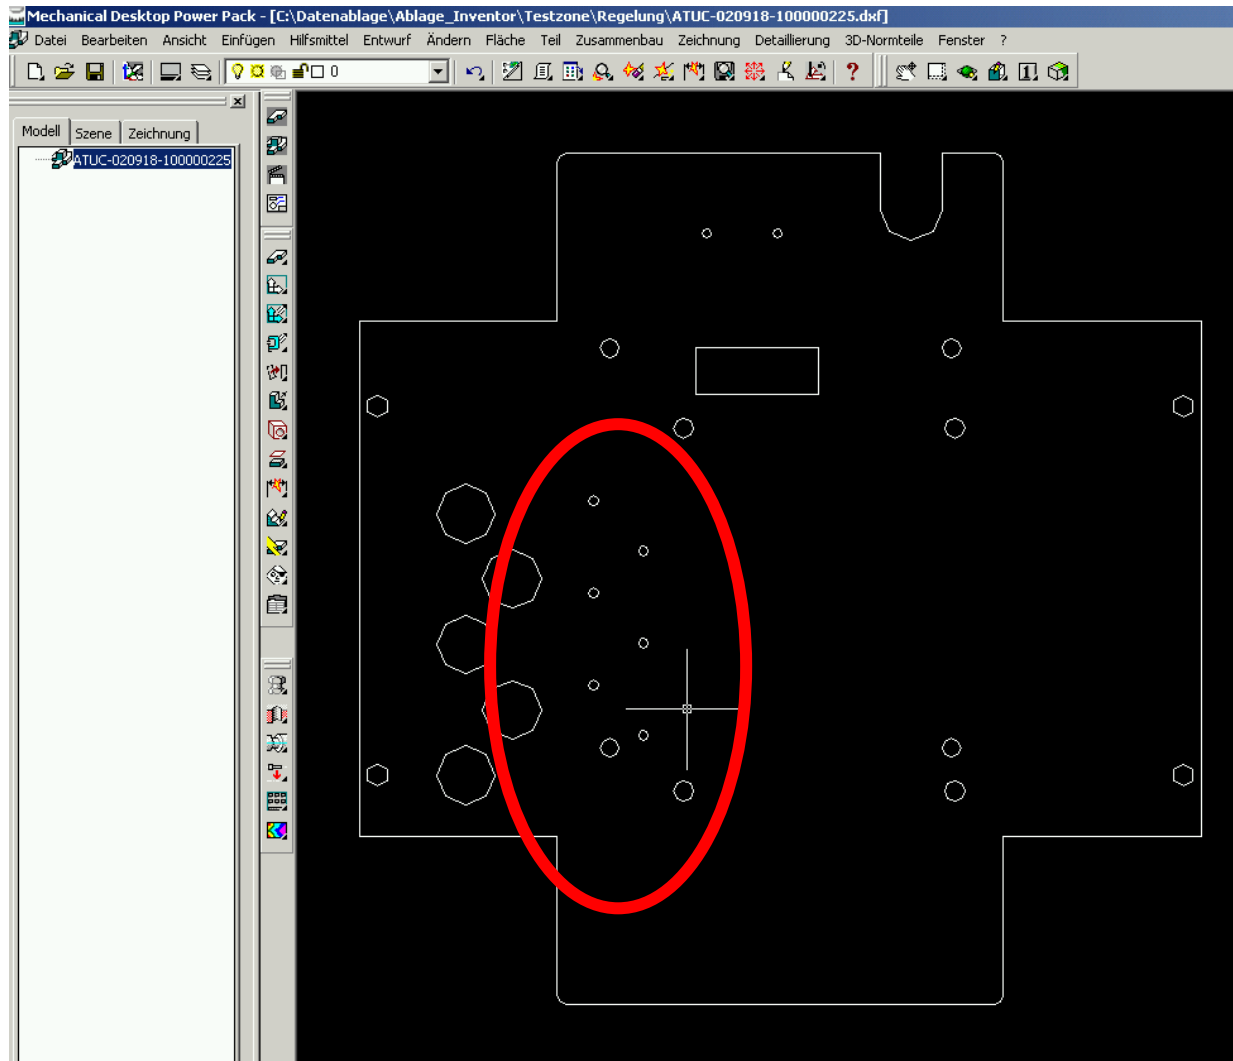 Mechanical Desktop Power Pack - [C:\Datenablage\Ablage_Inventor\Testzone\Regelung\ATUC-020918-100000225.dxf]
Datei Bearbeiten Ansicht Einfügen Hilfsmittel Entwurf Ändern Fläche Teil Zusammenbau Zeichnung Detaillierung 3D-Normteile Fenster ?
0
Modell Szene Zeichnung
ATUC-020918-100000225